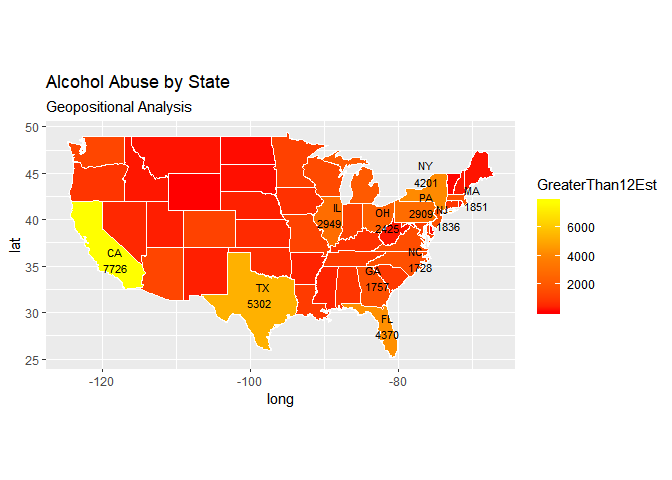 Alcohol Abuse by State
Geopositional Analysis
50
45
40
35
30
25
lat
-120
-100
-80
long
NY
4201
PA
2909
MA
1851
NJ
1836
OH
2425
IL
2949
CA
7726
NC
1728
GA
1757
TX
5302
FL
4370
GreaterThan12Est
6000
4000
2000